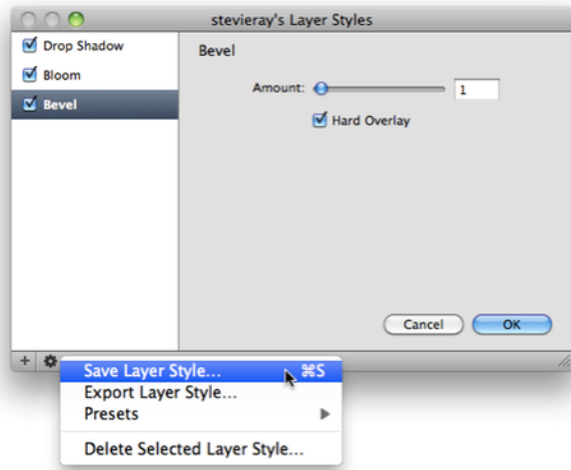 stevieray's Layer Styles
Drop Shadow
Bloom
Bevel
Bevel
Amount: 1
Hard Overlay
Cancel OK
Save Layer Style... ⌘S
Export Layer Style...
Presets
Delete Selected Layer Style...